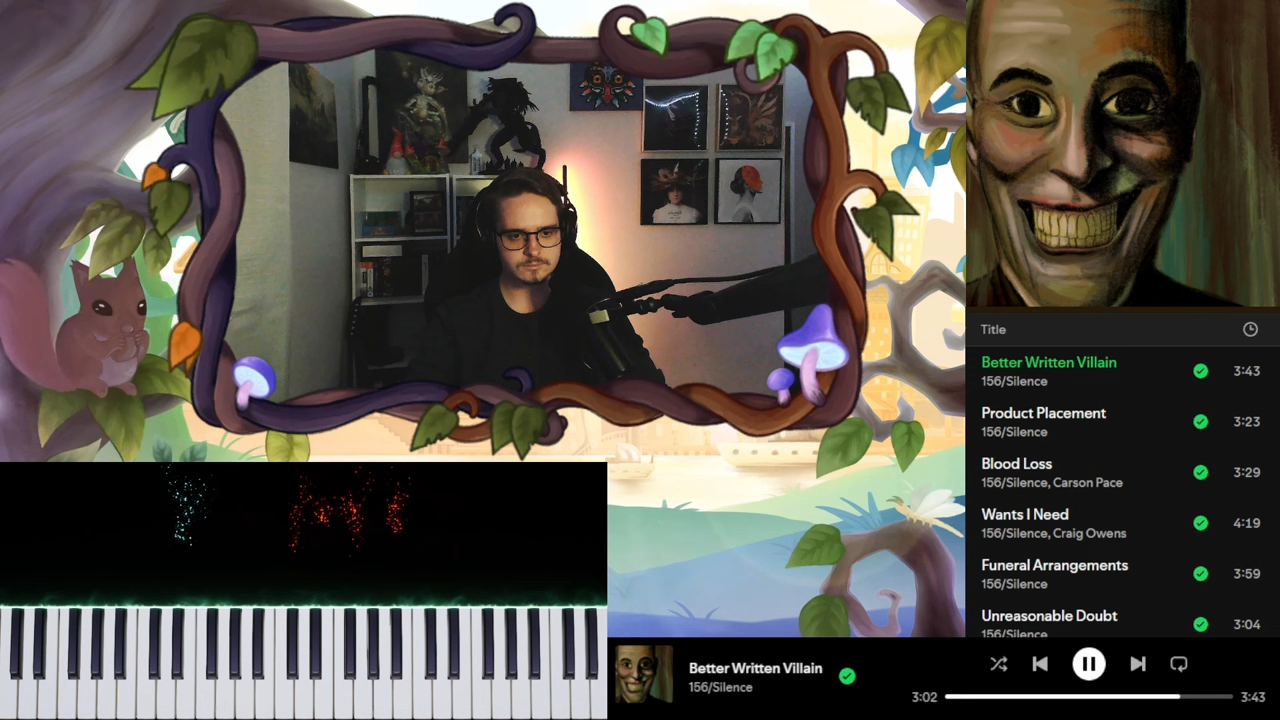 Title
Better Written Villain
156/Silence
3:43
Product Placement
156/Silence
3:23
Blood Loss
156/Silence, Carson Pace
3:29
Wants I Need
156/Silence, Craig Owens
4:19
Funeral Arrangements
156/Silence
3:59
Unreasonable Doubt
156/Silence
3:04
Better Written Villain
156/Silence
3:02
3:43